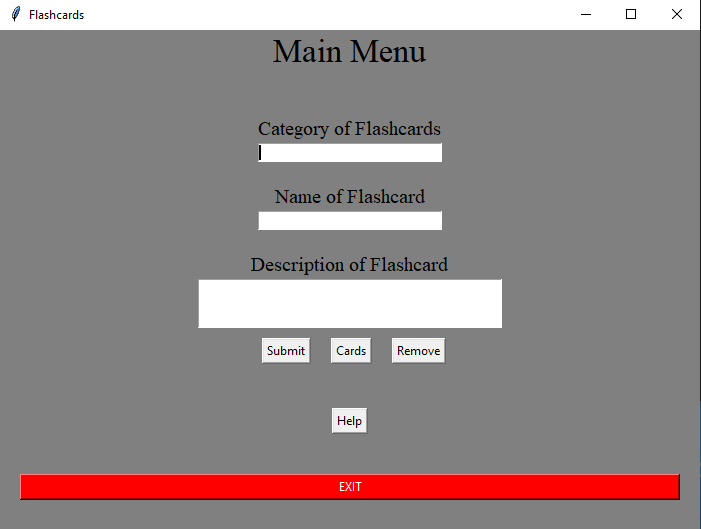 Flashcards
Main Menu
Category of Flashcards
Name of Flashcard
Description of Flashcard
Submit Cards Remove
Help
EXIT